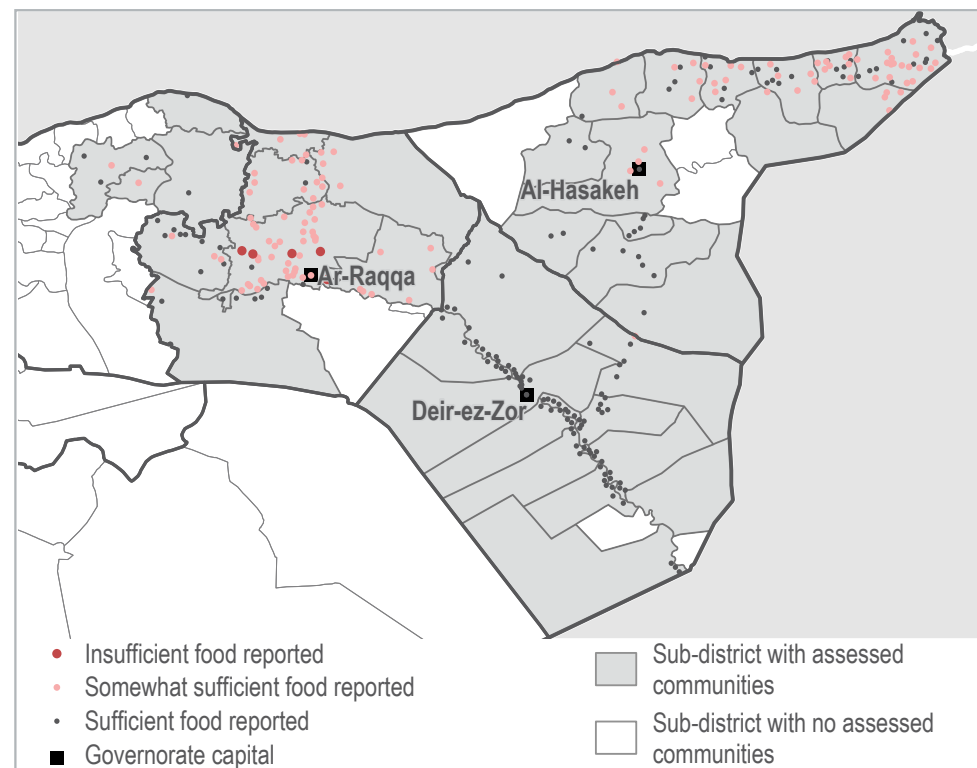 Al-Hasakeh
Ar-Raqqa
Deir-ez-Zor
Insufficient food reported
Somewhat sufficient food reported
Sufficient food reported
Governorate capital
Sub-district with assessed
communities
Sub-district with no assessed
communities